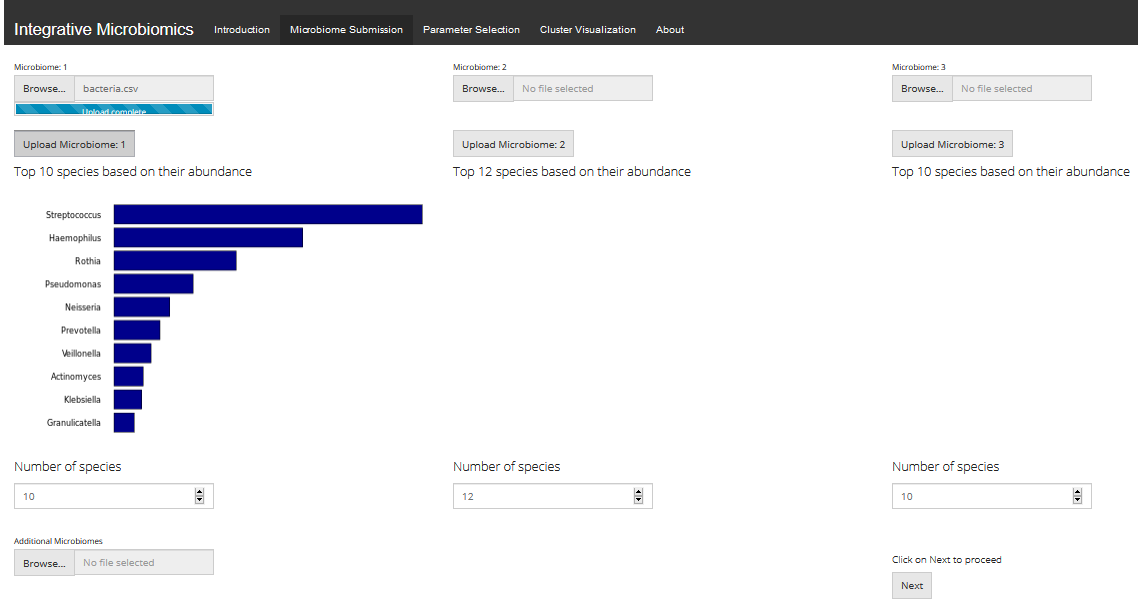 Integrative Microbiomics Introduction Microbiome Submission Parameter Selection Cluster Visualization About
Microbiome: 1 Microbiome: 2 Microbiome: 3
Browse... bacteria.csv Browse... No file selected Browse... No file selected
Upload complete
Upload Microbiome: 1 Upload Microbiome: 2 Upload Microbiome: 3
Top 10 species based on their abundance Top 12 species based on their abundance Top 10 species based on their abundance
Streptococcus
Haemophilus
Rothia
Pseudomonas
Neisseria
Prevotella
Veillonella
Actinomyces
Klebsiella
Granulicatella
Number of species Number of species Number of species
10 12 10
Additional Microbiomes
Browse... No file selected
Click on Next to proceed
Next